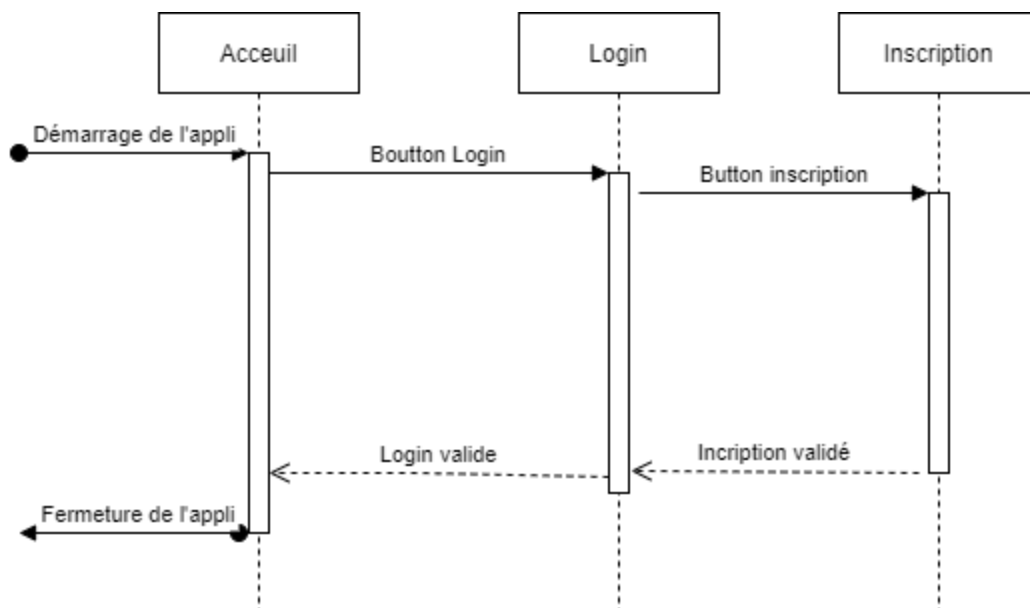 Acceuil
Login
Inscription
Démarrage de l'appli
Boutton Login
Button inscription
Login valide
Incription validé
Fermeture de l'appli